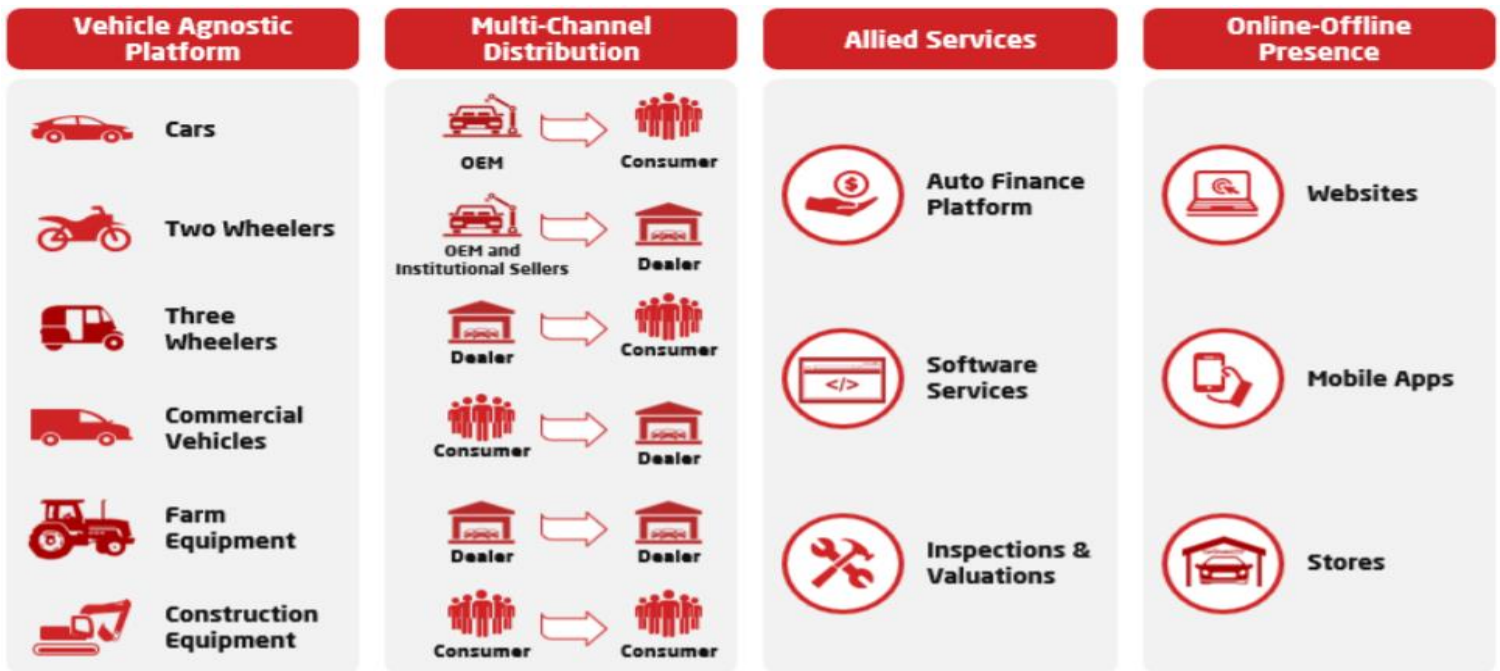 Vehicle Agnostic
Platform
Cars
Two Wheelers
Three
Wheelers
Commercial
Vehicles
Farm
Equipment
Construction
Equipment
Multi-Channel
Distribution
OEM
Consumer
OEM and
Institutional Sellers
Dealer
Dealer
Consumer
Consumer
Dealer
Dealer
Dealer
Consumer
Consumer
Allied Services
Auto Finance
Platform
Software
Services
Inspections &
Valuations
Online-Offline
Presence
Websites
Mobile Apps
Stores